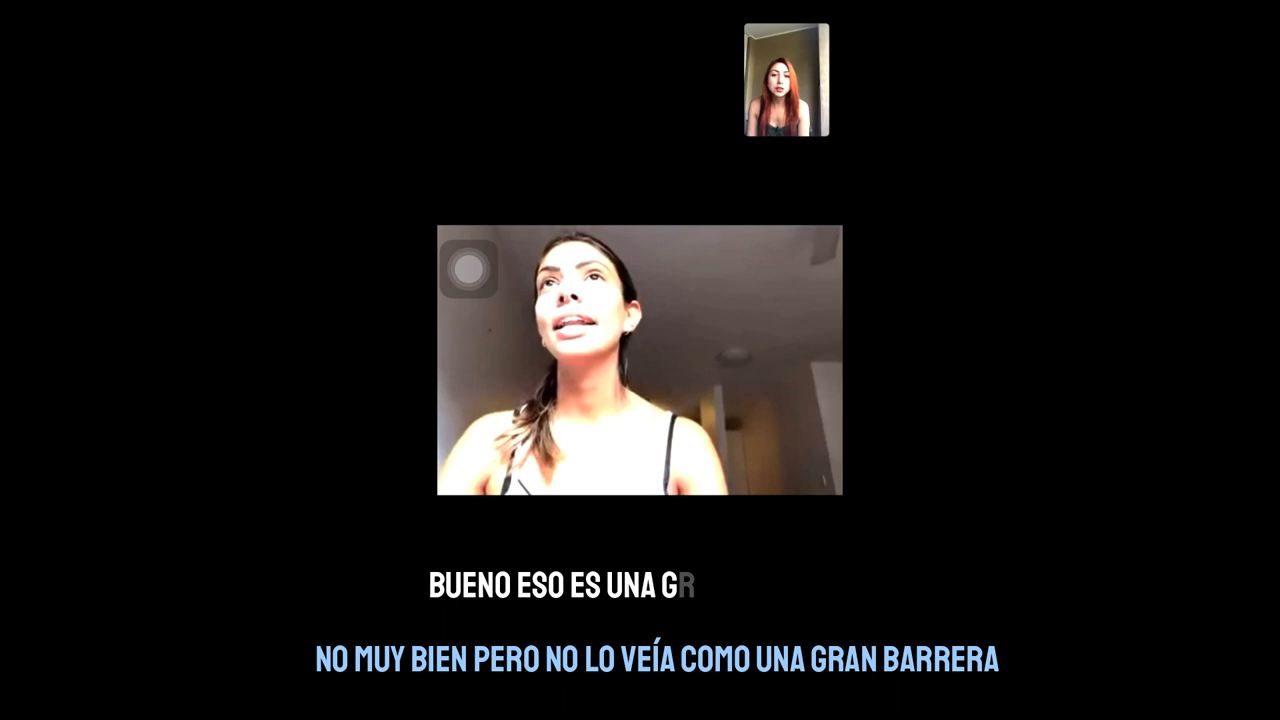 BUENO ESO ES UNA GR
NO MUY BIEN PERO NO LO VEÍA COMO UNA GRAN BARRERA